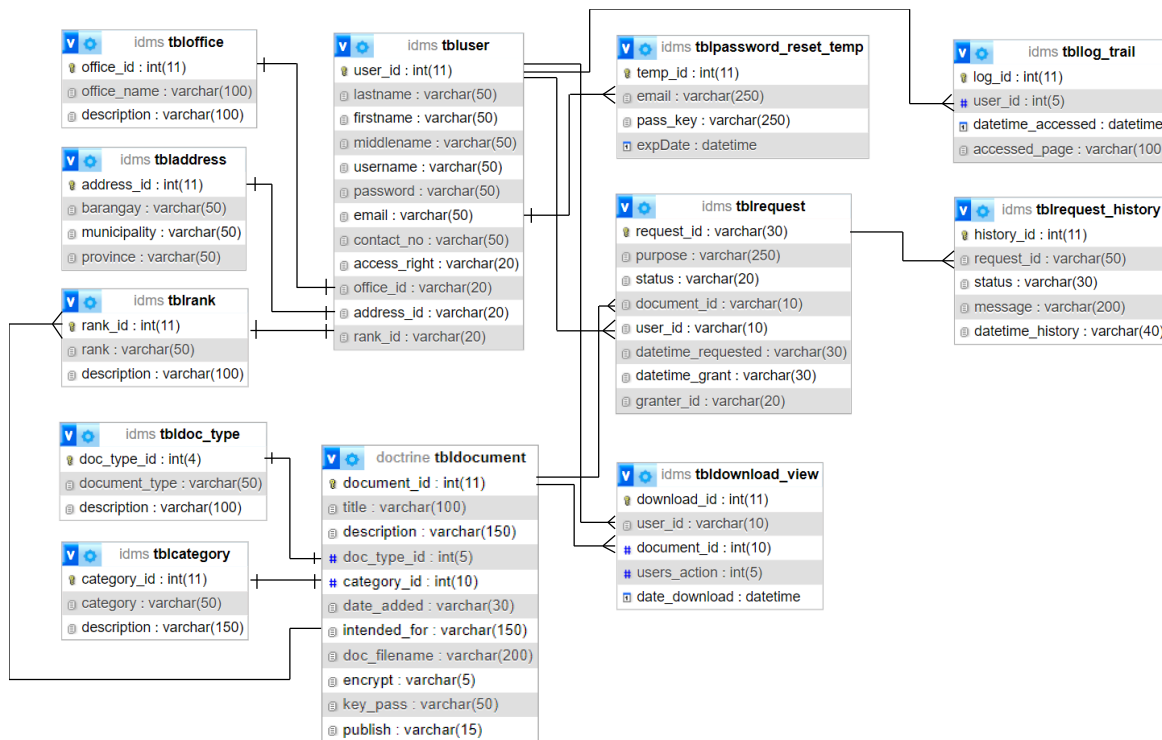 idms tbloffice
office_id : int(11)
office_name : varchar(100)
description : varchar(100)
idms tbladdress
address_id : int(11)
barangay : varchar(50)
municipality : varchar(50)
province : varchar(50)
idms tblrank
rank_id : int(11)
rank : varchar(50)
description : varchar(100)
idms tbldoc_type
doc_type_id : int(4)
document_type : varchar(50)
description : varchar(100)
idms tblcategory
category_id : int(11)
category : varchar(50)
description : varchar(150)
idms tbluser
user_id : int(11)
lastname : varchar(50)
firstname : varchar(50)
middlename : varchar(50)
username : varchar(50)
password : varchar(50)
email : varchar(50)
contact_no : varchar(50)
access_right : varchar(20)
office_id : varchar(20)
address_id : varchar(20)
rank_id : varchar(20)
doctrine tbldocument
document_id : int(11)
title : varchar(100)
description : varchar(150)
doc_type_id : int(5)
category_id : int(10)
date_added : varchar(30)
intended_for : varchar(150)
doc_filename : varchar(200)
encrypt : varchar(5)
key_pass : varchar(50)
publish : varchar(15)
idms tblpassword_reset_temp
temp_id : int(11)
email : varchar(250)
pass_key : varchar(250)
expDate : datetime
idms tblrequest
request_id : varchar(30)
purpose : varchar(250)
status : varchar(20)
document_id : varchar(10)
user_id : varchar(10)
datetime_requested : varchar(30)
datetime_grant : varchar(30)
granter_id : varchar(20)
idms tbldownload_view
download_id : int(11)
user_id : varchar(10)
document_id : int(10)
users_action : int(5)
date_download : datetime
idms tbllog_trail
log_id : int(11)
user_id : int(5)
datetime_accessed : datetime
accessed_page : varchar(100
idms tblrequest_history
history_id : int(11)
request_id : varchar(50)
status : varchar(30)
message : varchar(200)
datetime_history : varchar(40)